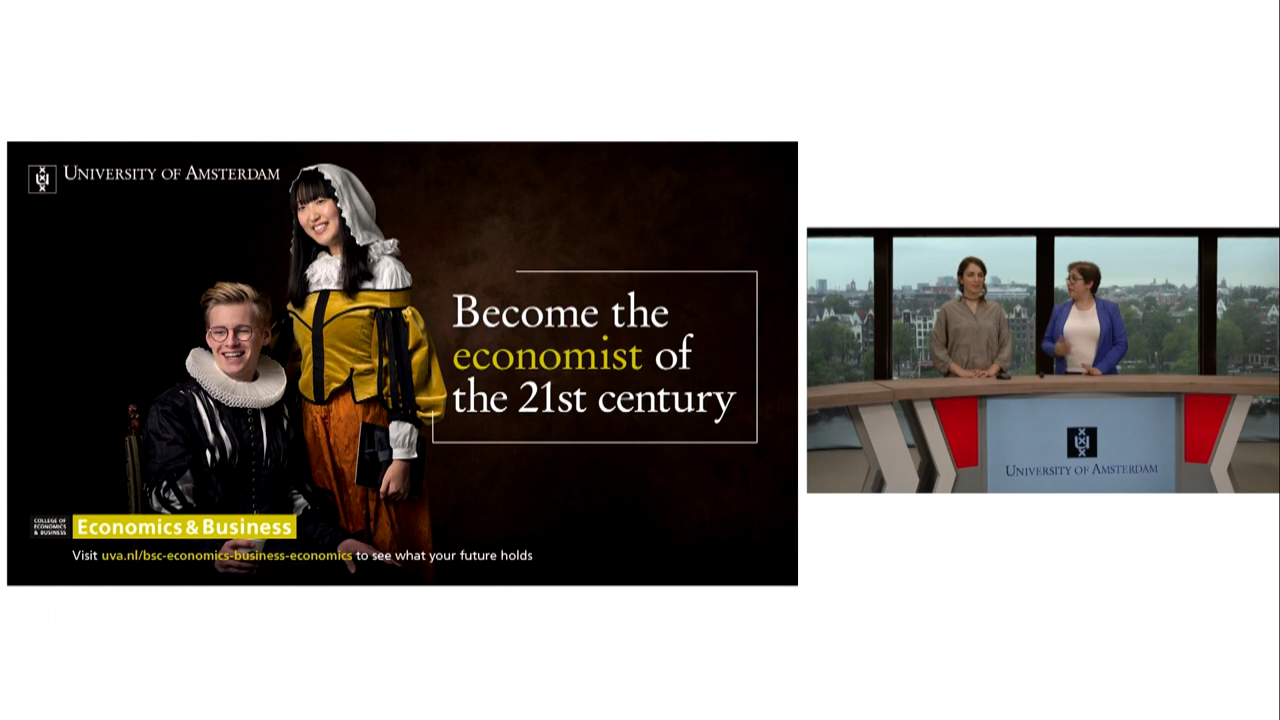 UNIVERSITY OF AMSTERDAM
Become the
economist of
the 21st century
COLLEGE OF
ECONOMICS
& BUSINESS
Economics & Business
Visit uva.nl/bsc-economics-business-economics to see what your future holds
UNIVERSITY OF AMSTERDAM